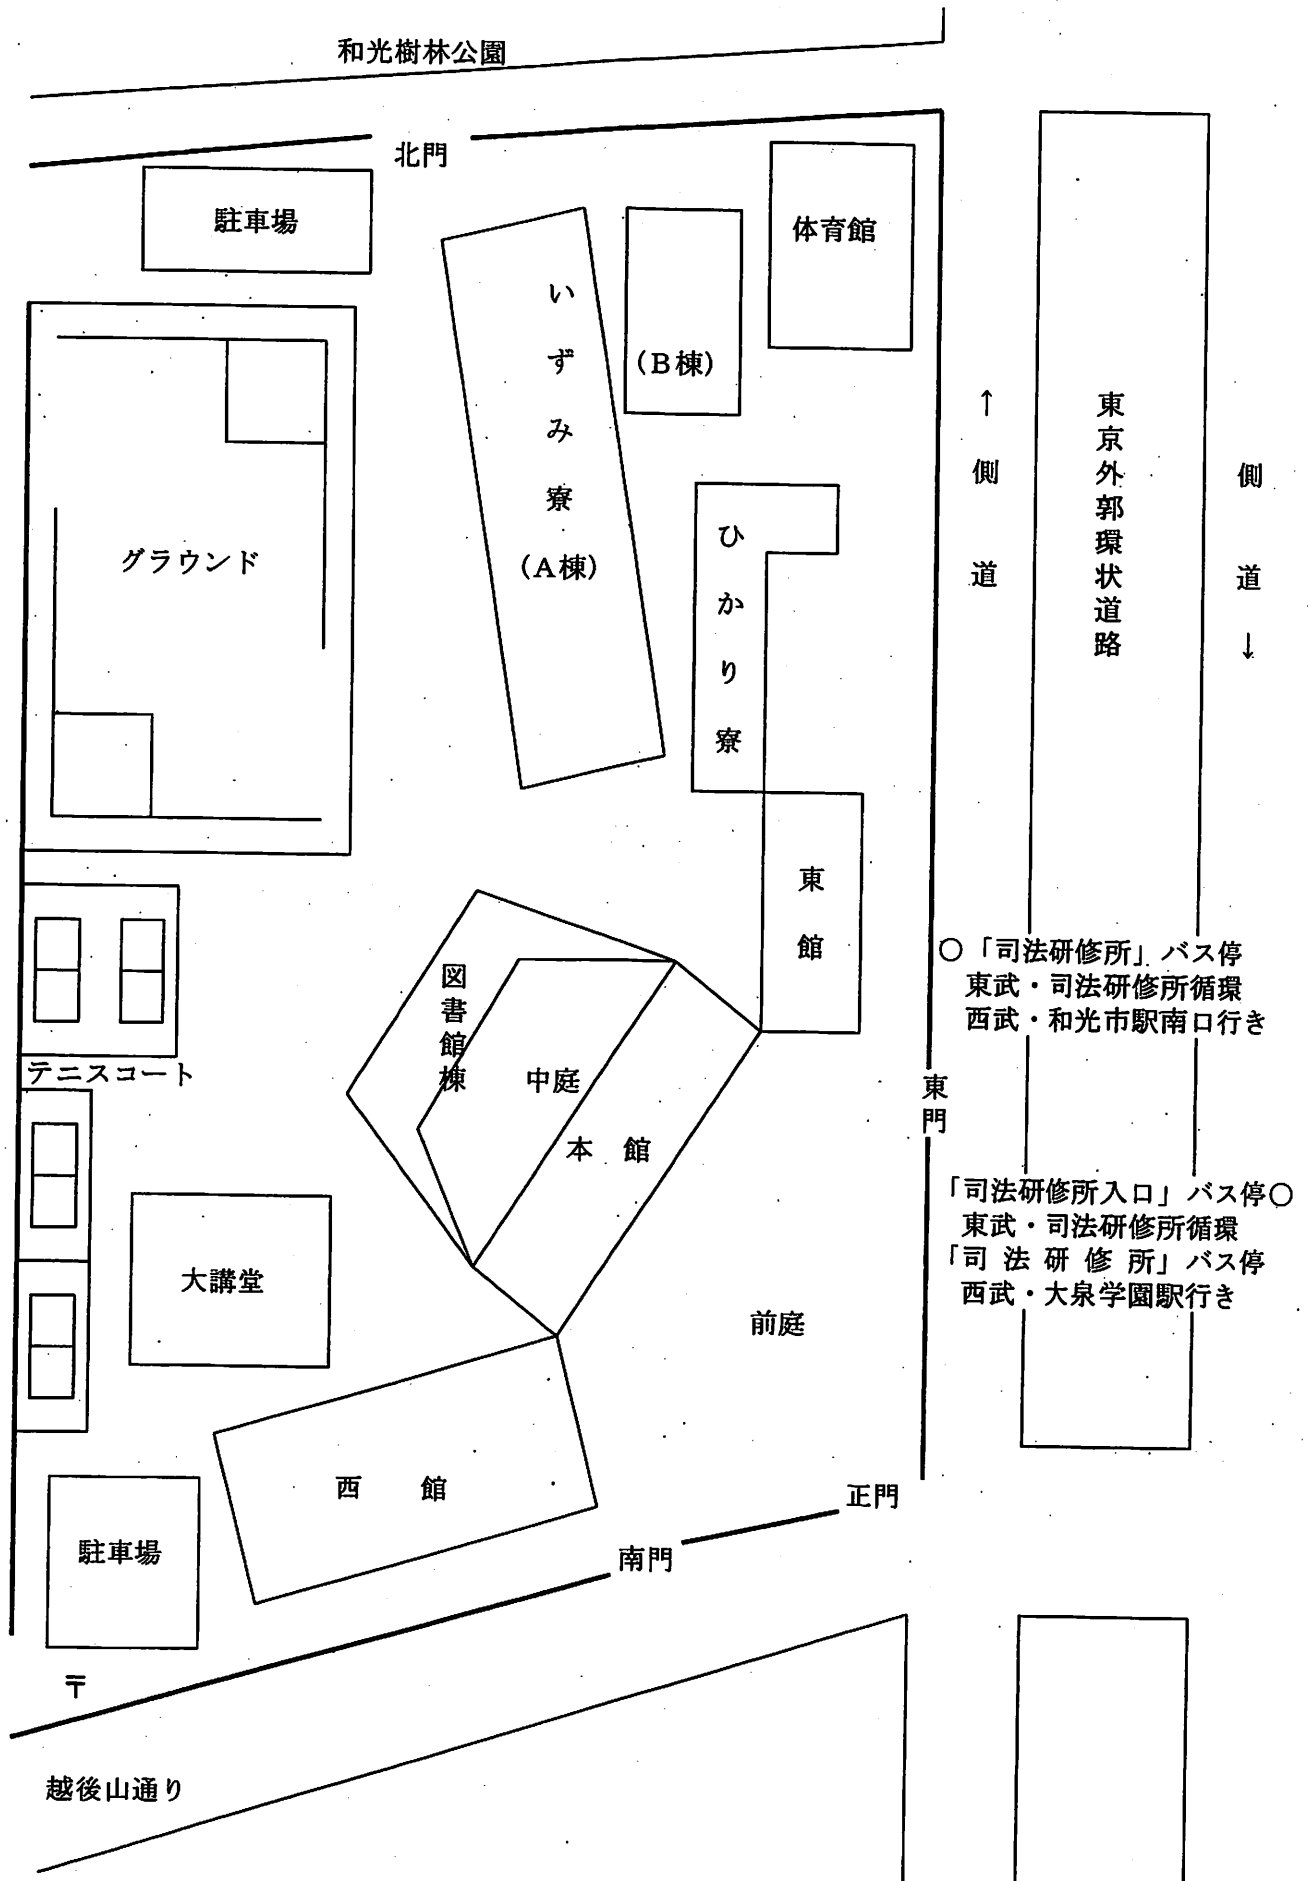 和光樹林公園
北門
駐車場
体育館
いずみ寮
(A棟)
(B棟)
グラウンド
ひかり寮
↑側道
東京外郭環状道路
側道↓
東館
○「司法研修所」バス停
東武・司法研修所循環
西武・和光市駅南口行き
図書館棟
中庭
本館
テニスコート
東門
「司法研修所入口」バス停○
東武・司法研修所循環
「司法研修所」バス停
西武・大泉学園駅行き
大講堂
前庭
西館
正門
駐車場
南門
〒
越後山通り